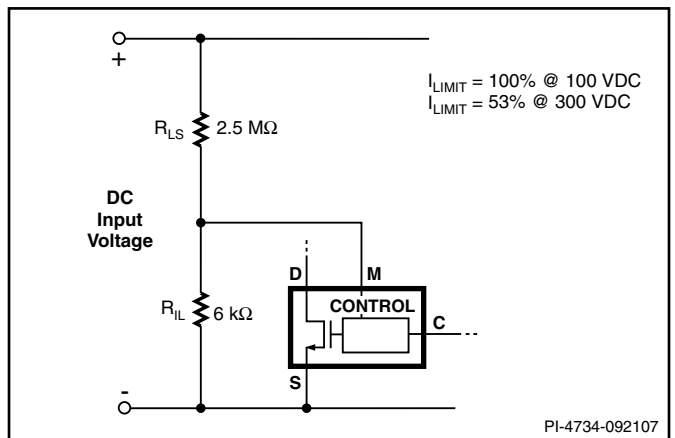 +
I_LIMIT = 100% @ 100 VDC
I_LIMIT = 53% @ 300 VDC
R_LS 2.5 MΩ
DC
Input
Voltage
D M
R_IL 6 kΩ
CONTROL
C
S
-
PI-4734-092107